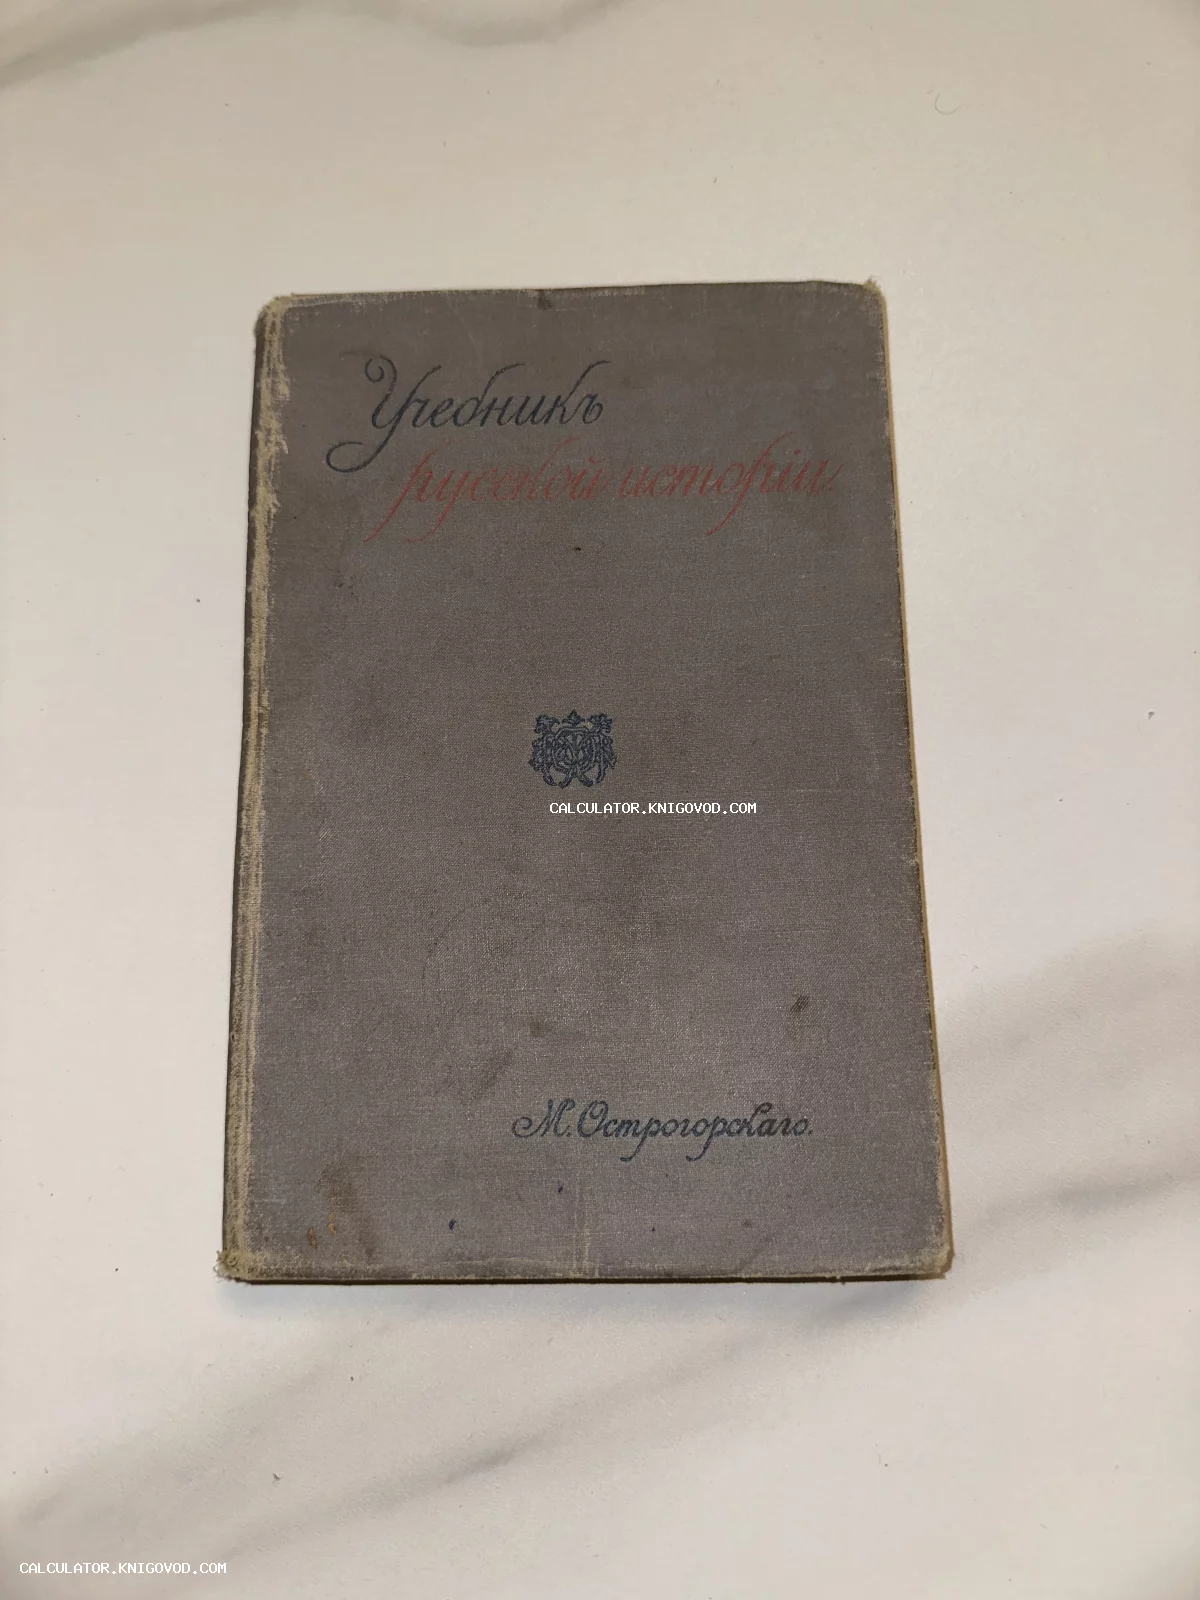 Учебникъ
русской исторіи.
CALCULATOR.KNIGOVOD.COM
М. Острогорскаго.
CALCULATOR.KNIGOVOD.COM